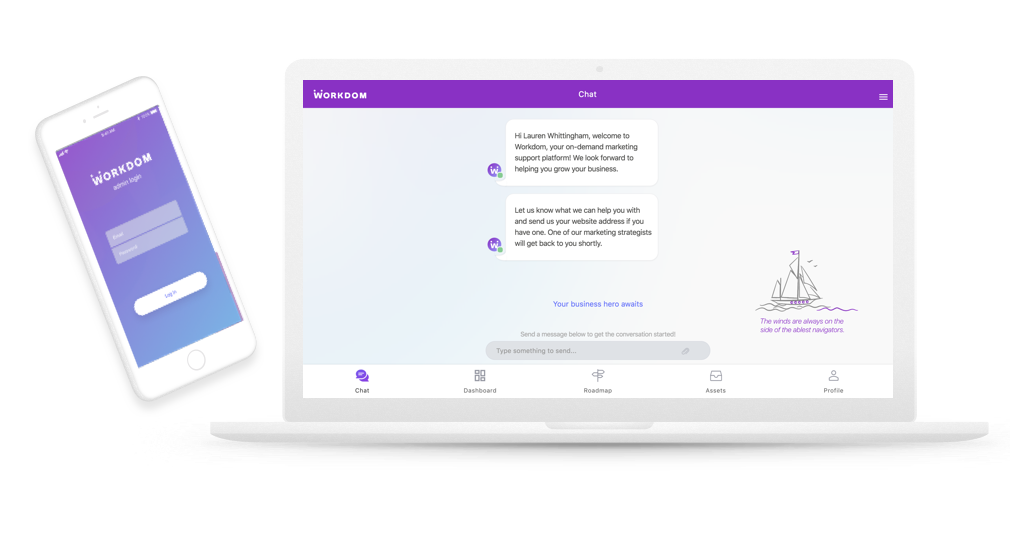 9:41 AM
WORKDOM
admin login
Email
Password
Log in
WORKDOM
Chat
Hi Lauren Whittingham, welcome to
Workdom, your on-demand marketing
support platform! We look forward to
helping you grow your business.
Let us know what we can help you with
and send us your website address if you
have one. One of our marketing strategists
will get back to you shortly.
Your business hero awaits
The winds are always on the
side of the ablest navigators.
Send a message below to get the conversation started!
Type something to send...
Chat
Dashboard
Roadmap
Assets
Profile